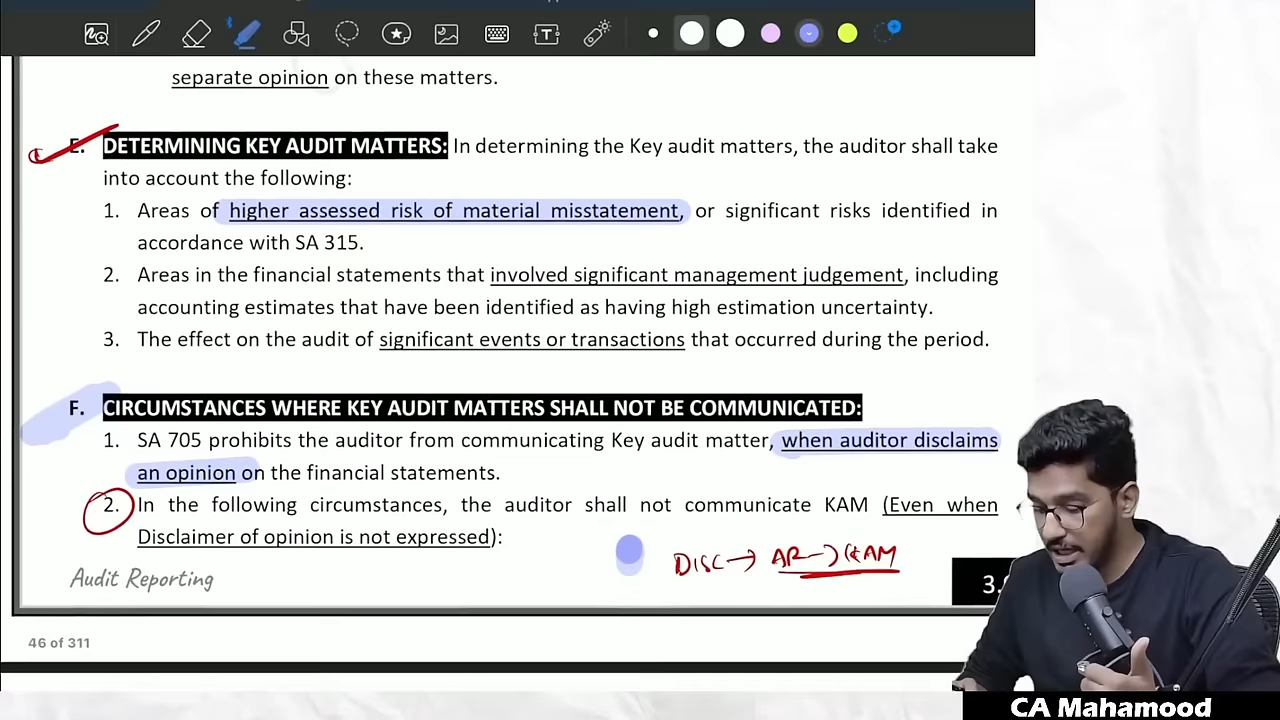 separate opinion on these matters.
E. DETERMINING KEY AUDIT MATTERS: In determining the Key audit matters, the auditor shall take
into account the following:
1. Areas of higher assessed risk of material misstatement, or significant risks identified in
accordance with SA 315.
2. Areas in the financial statements that involved significant management judgement, including
accounting estimates that have been identified as having high estimation uncertainty.
3. The effect on the audit of significant events or transactions that occurred during the period.
F. CIRCUMSTANCES WHERE KEY AUDIT MATTERS SHALL NOT BE COMMUNICATED:
1. SA 705 prohibits the auditor from communicating Key audit matter, when auditor disclaims
an opinion on the financial statements.
2. In the following circumstances, the auditor shall not communicate KAM (Even when
Disclaimer of opinion is not expressed):
DISC → AR → KAM
Audit Reporting
3.
46 of 311
CA Mahamood